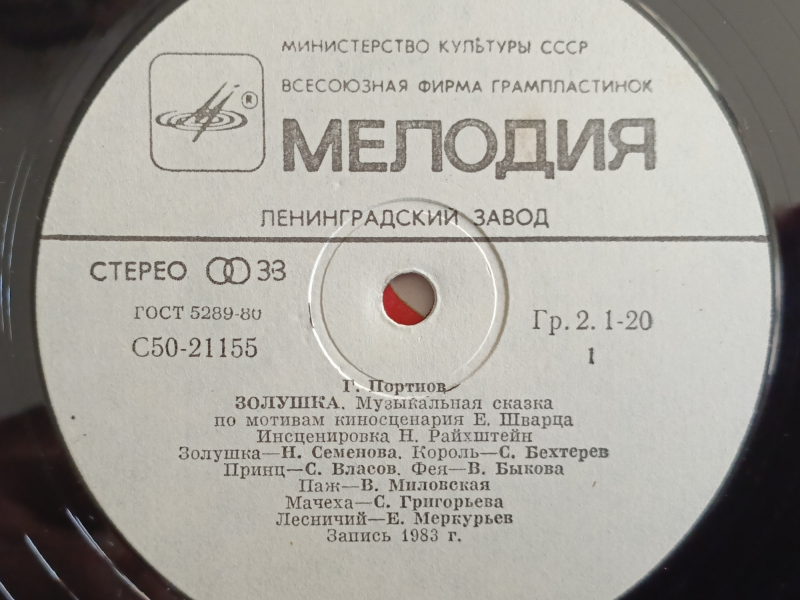 МИНИСТЕРСТВО КУЛЬТУРЫ СССР
ВСЕСОЮЗНАЯ ФИРМА ГРАМПЛАСТИНОК
®
МЕЛОДИЯ
ЛЕНИНГРАДСКИЙ ЗАВОД
СТЕРЕО 33
ГОСТ 5289-80
Гр. 2. 1-20
С50-21155
1
Г. Портнов
ЗОЛУШКА. Музыкальная сказка
по мотивам киносценария Е. Шварца
Инсценировка Н. Райхштейн
Золушка—Н. Семенова. Король—С. Бехтерев
Принц—С. Власов. Фея—В. Быкова
Паж—В. Миловская
Мачеха—С. Григорьева
Лесничий—Е. Меркурьев
Запись 1983 г.